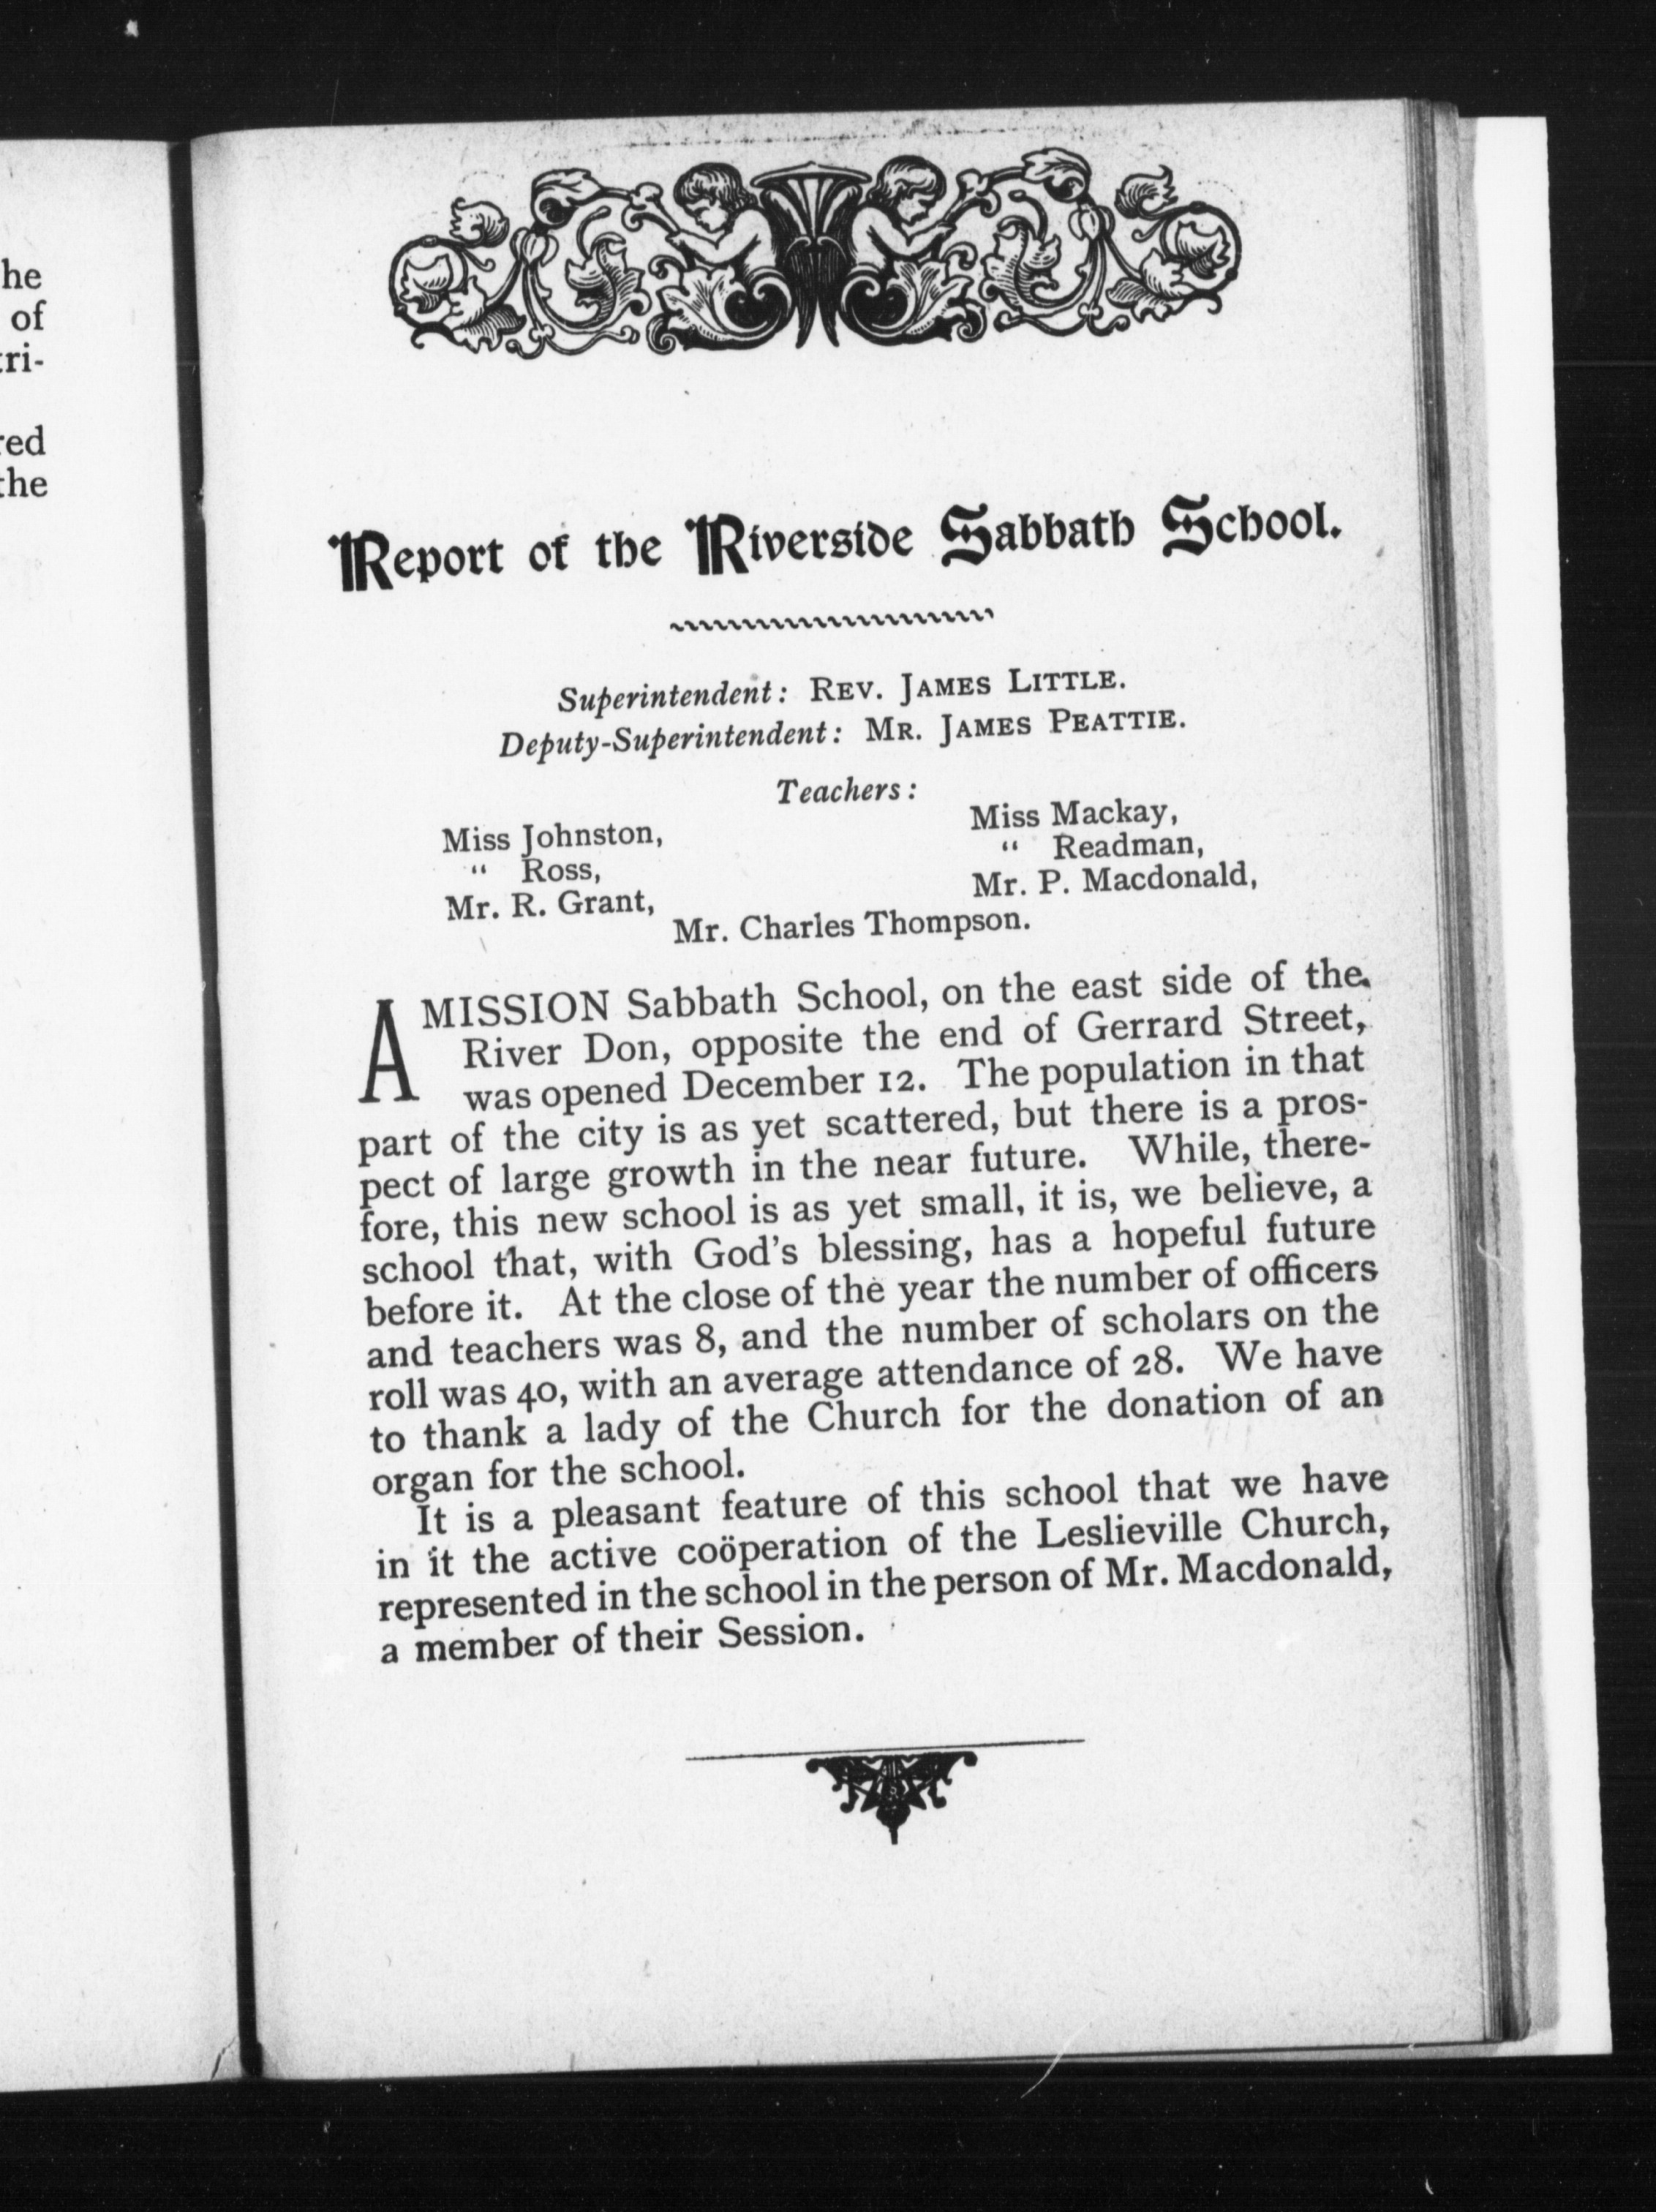 he
of
tri-
red
the
Report of the Riverside Sabbath School.
Superintendent: REV. JAMES LITTLE.
Deputy-Superintendent: MR. JAMES PEATTIE.
Teachers:
Miss Johnston,
" Ross,
Mr. R. Grant,
Miss Mackay,
" Readman,
Mr. P. Macdonald,
Mr. Charles Thompson.
A MISSION Sabbath School, on the east side of the
River Don, opposite the end of Gerrard Street,
was opened December 12. The population in that
part of the city is as yet scattered, but there is a pros-
pect of large growth in the near future. While, there-
fore, this new school is as yet small, it is, we believe, a
school that, with God's blessing, has a hopeful future
before it. At the close of the year the number of officers
and teachers was 8, and the number of scholars on the
roll was 40, with an average attendance of 28. We have
to thank a lady of the Church for the donation of an
organ for the school.
It is a pleasant feature of this school that we have
in it the active coöperation of the Leslieville Church,
represented in the school in the person of Mr. Macdonald,
a member of their Session.